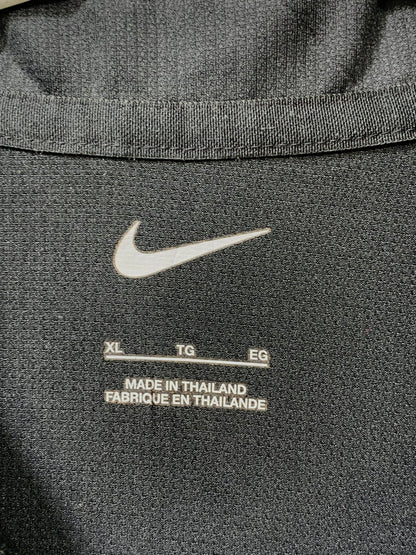 XL TG EG
MADE IN THAILAND
FABRIQUE EN THAILANDE